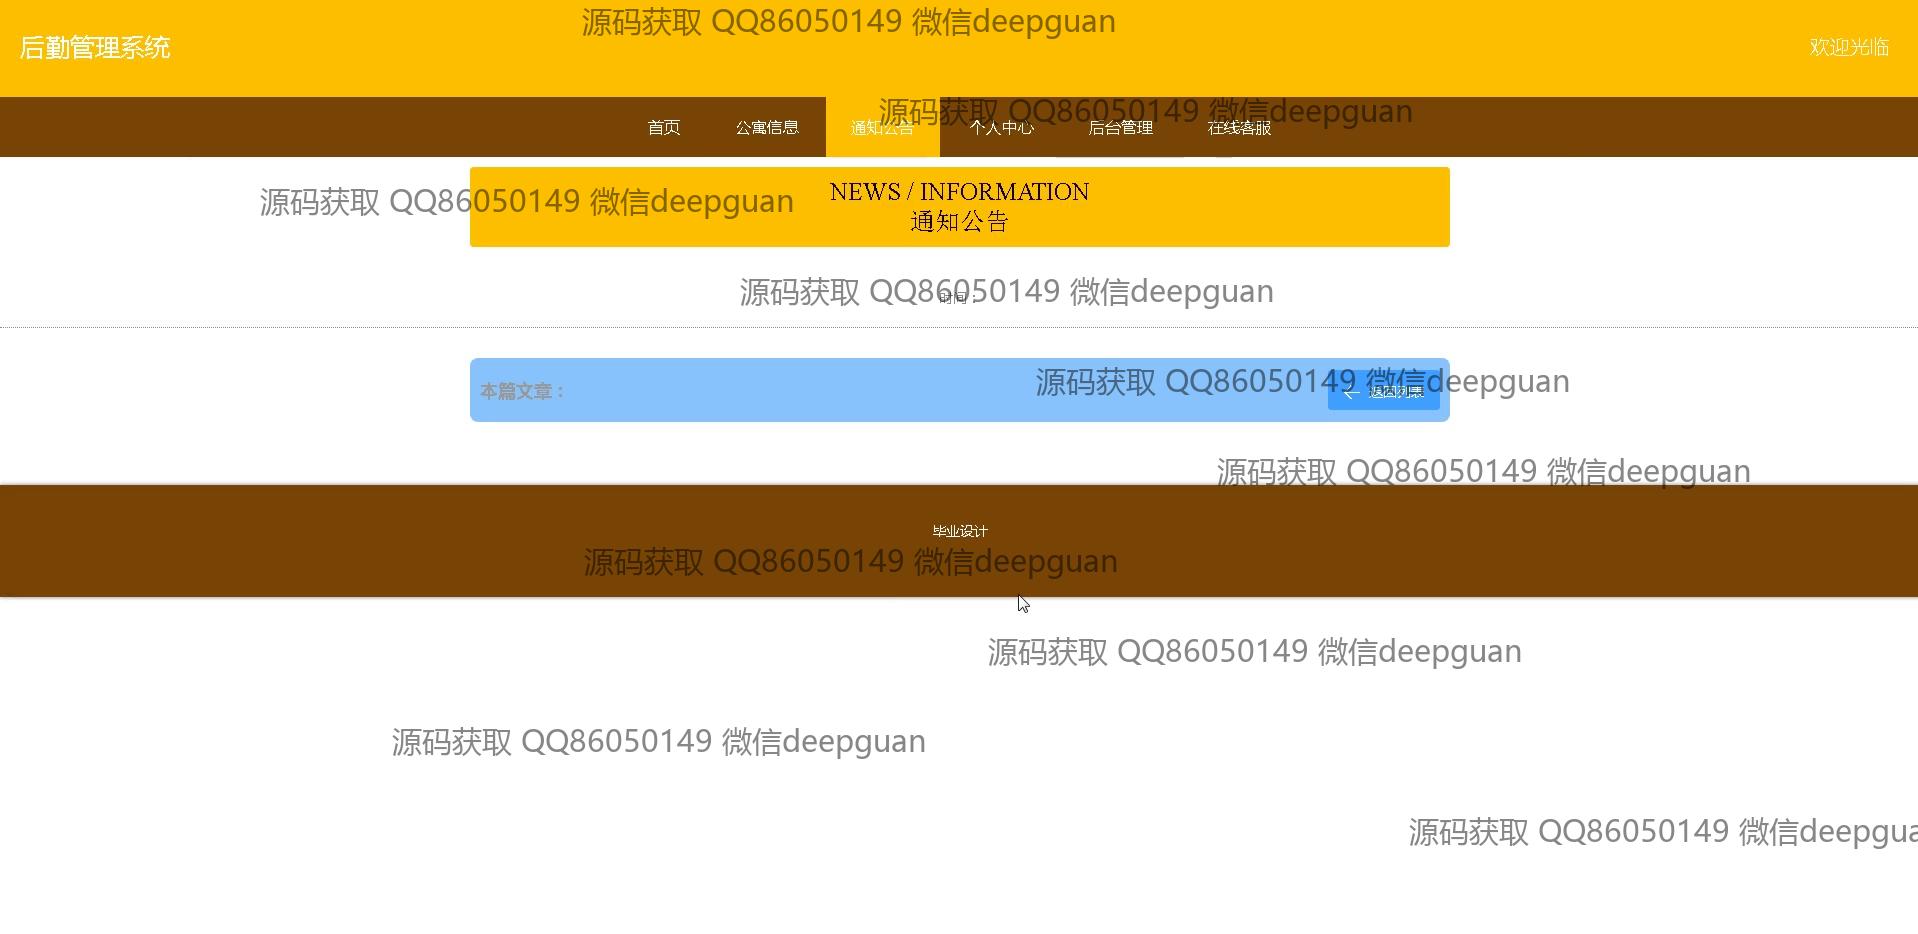 源码获取 QQ86050149 微信deepguan
后勤管理系统
欢迎光临
源码获取 QQ86050149 微信deepguan
首页 公寓信息 通知公告 个人中心 后台管理 在线客服
NEWS / INFORMATION
源码获取 QQ86050149 微信deepguan
通知公告
源码获取 QQ86050149 微信deepguan
时间：
源码获取 QQ86050149 微信deepguan
本篇文章：
← 返回列表
源码获取 QQ86050149 微信deepguan
毕业设计
源码获取 QQ86050149 微信deepguan
源码获取 QQ86050149 微信deepguan
源码获取 QQ86050149 微信deepguan
源码获取 QQ86050149 微信deepgua